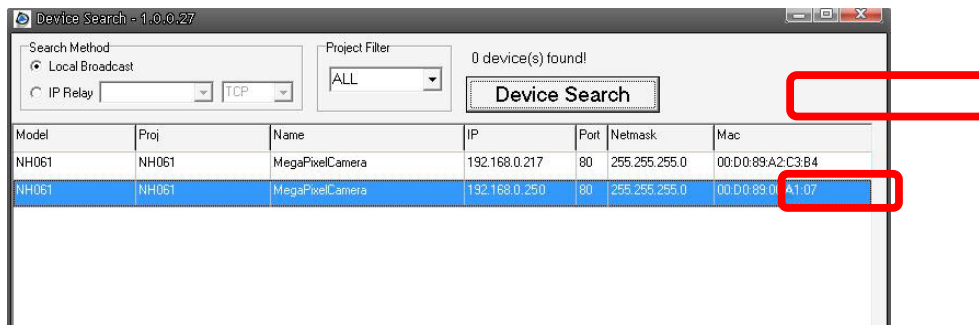 Device Search - 1.0.0.27
Search Method
Local Broadcast
IP Relay
TCP
Project Filter
ALL
0 device(s) found!
Device Search
Model Proj Name IP Port Netmask Mac
NH061 NH061 MegaPixelCamera 192.168.0.217 80 255.255.255.0 00:D0:89:A2:C3:B4
NH061 NH061 MegaPixelCamera 192.168.0.250 80 255.255.255.0 A1:07